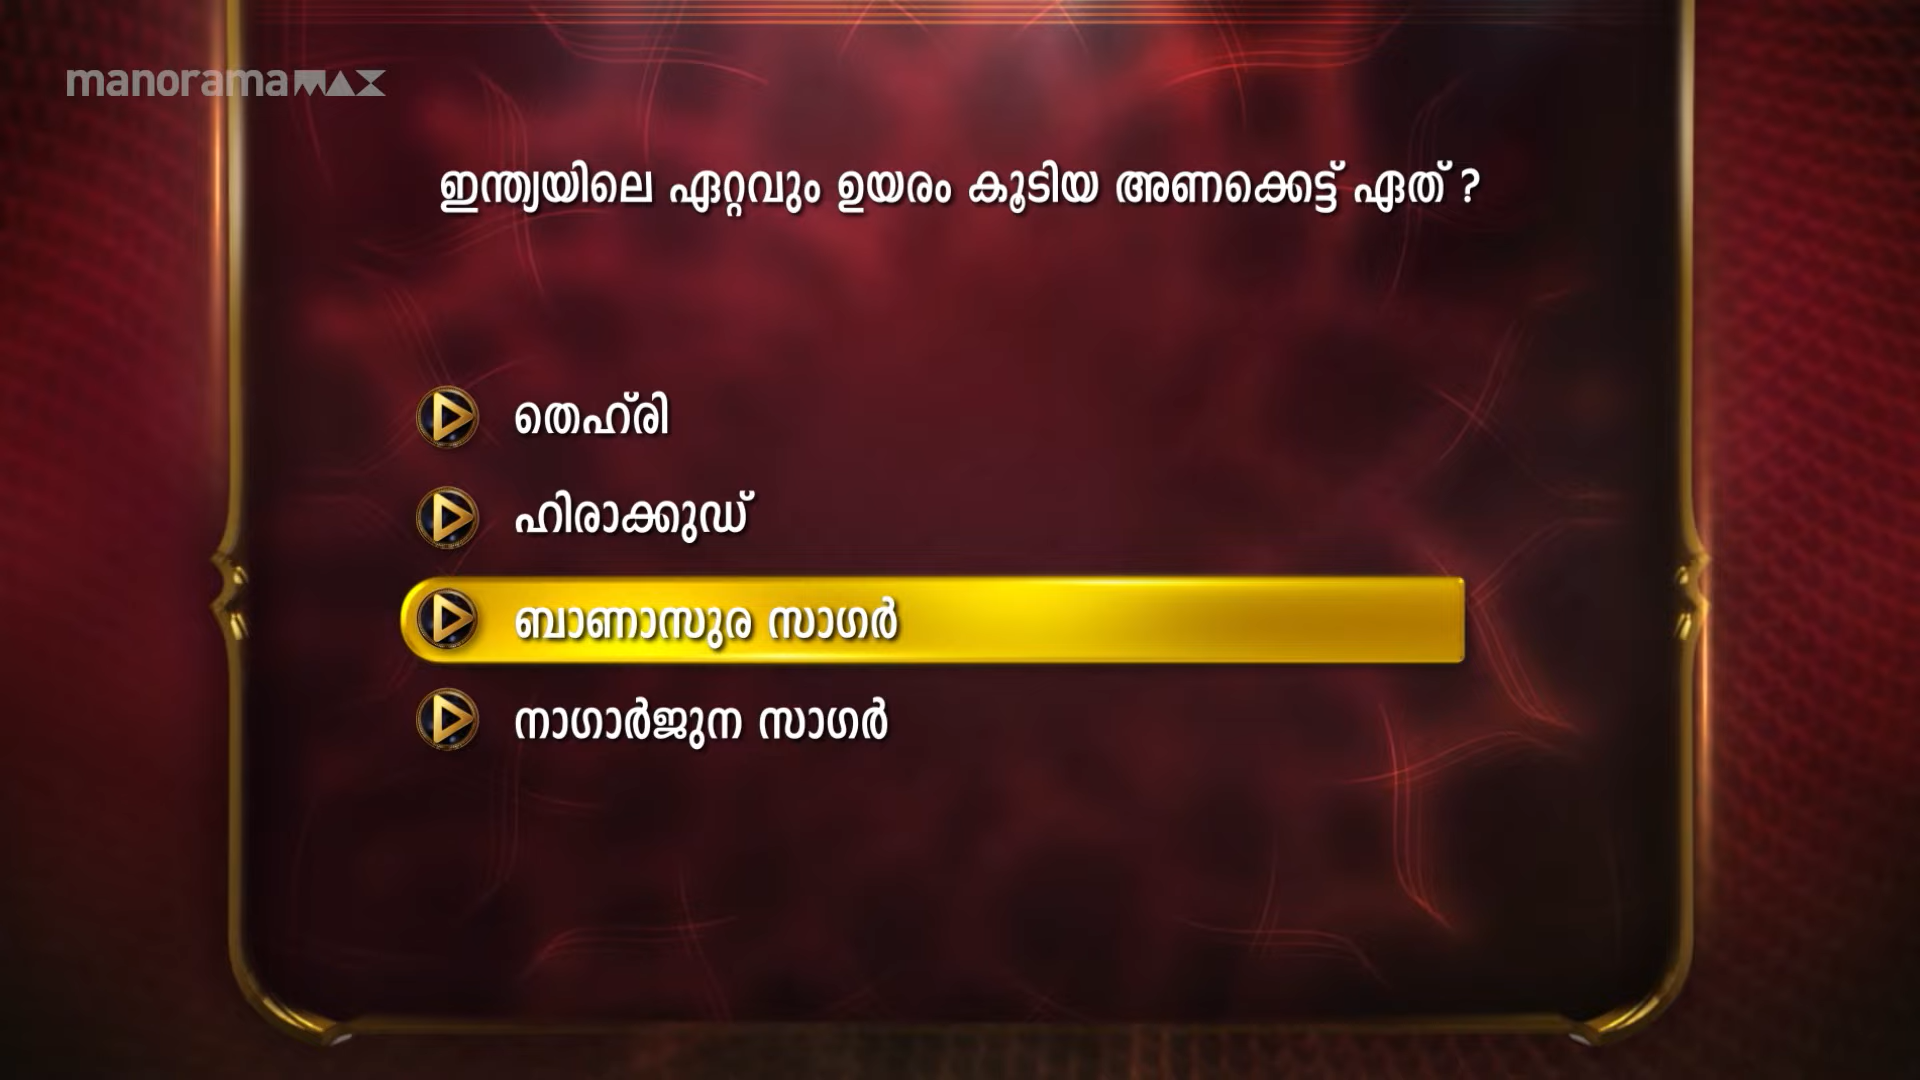 manoramaMAX
ഇന്ത്യയിലെ ഏറ്റവും ഉയരം കൂടിയ അണക്കെട്ട് ഏത് ?
തെഹ്‌രി
ഹിരാക്കുഡ്
ബാണാസുര സാഗർ
നാഗാർജുന സാഗർ